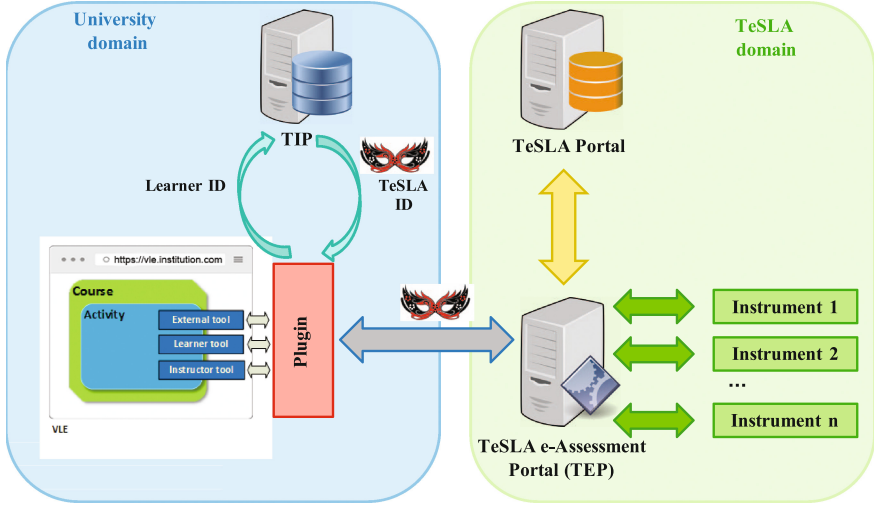 University
domain
TeSLA
domain
TIP
TeSLA Portal
Learner ID
TeSLA
ID
https://vle.institution.com
Course
Activity
External tool
Learner tool
Instructor tool
VLE
Plugin
Instrument 1
Instrument 2
...
Instrument n
TeSLA e-Assessment
Portal (TEP)